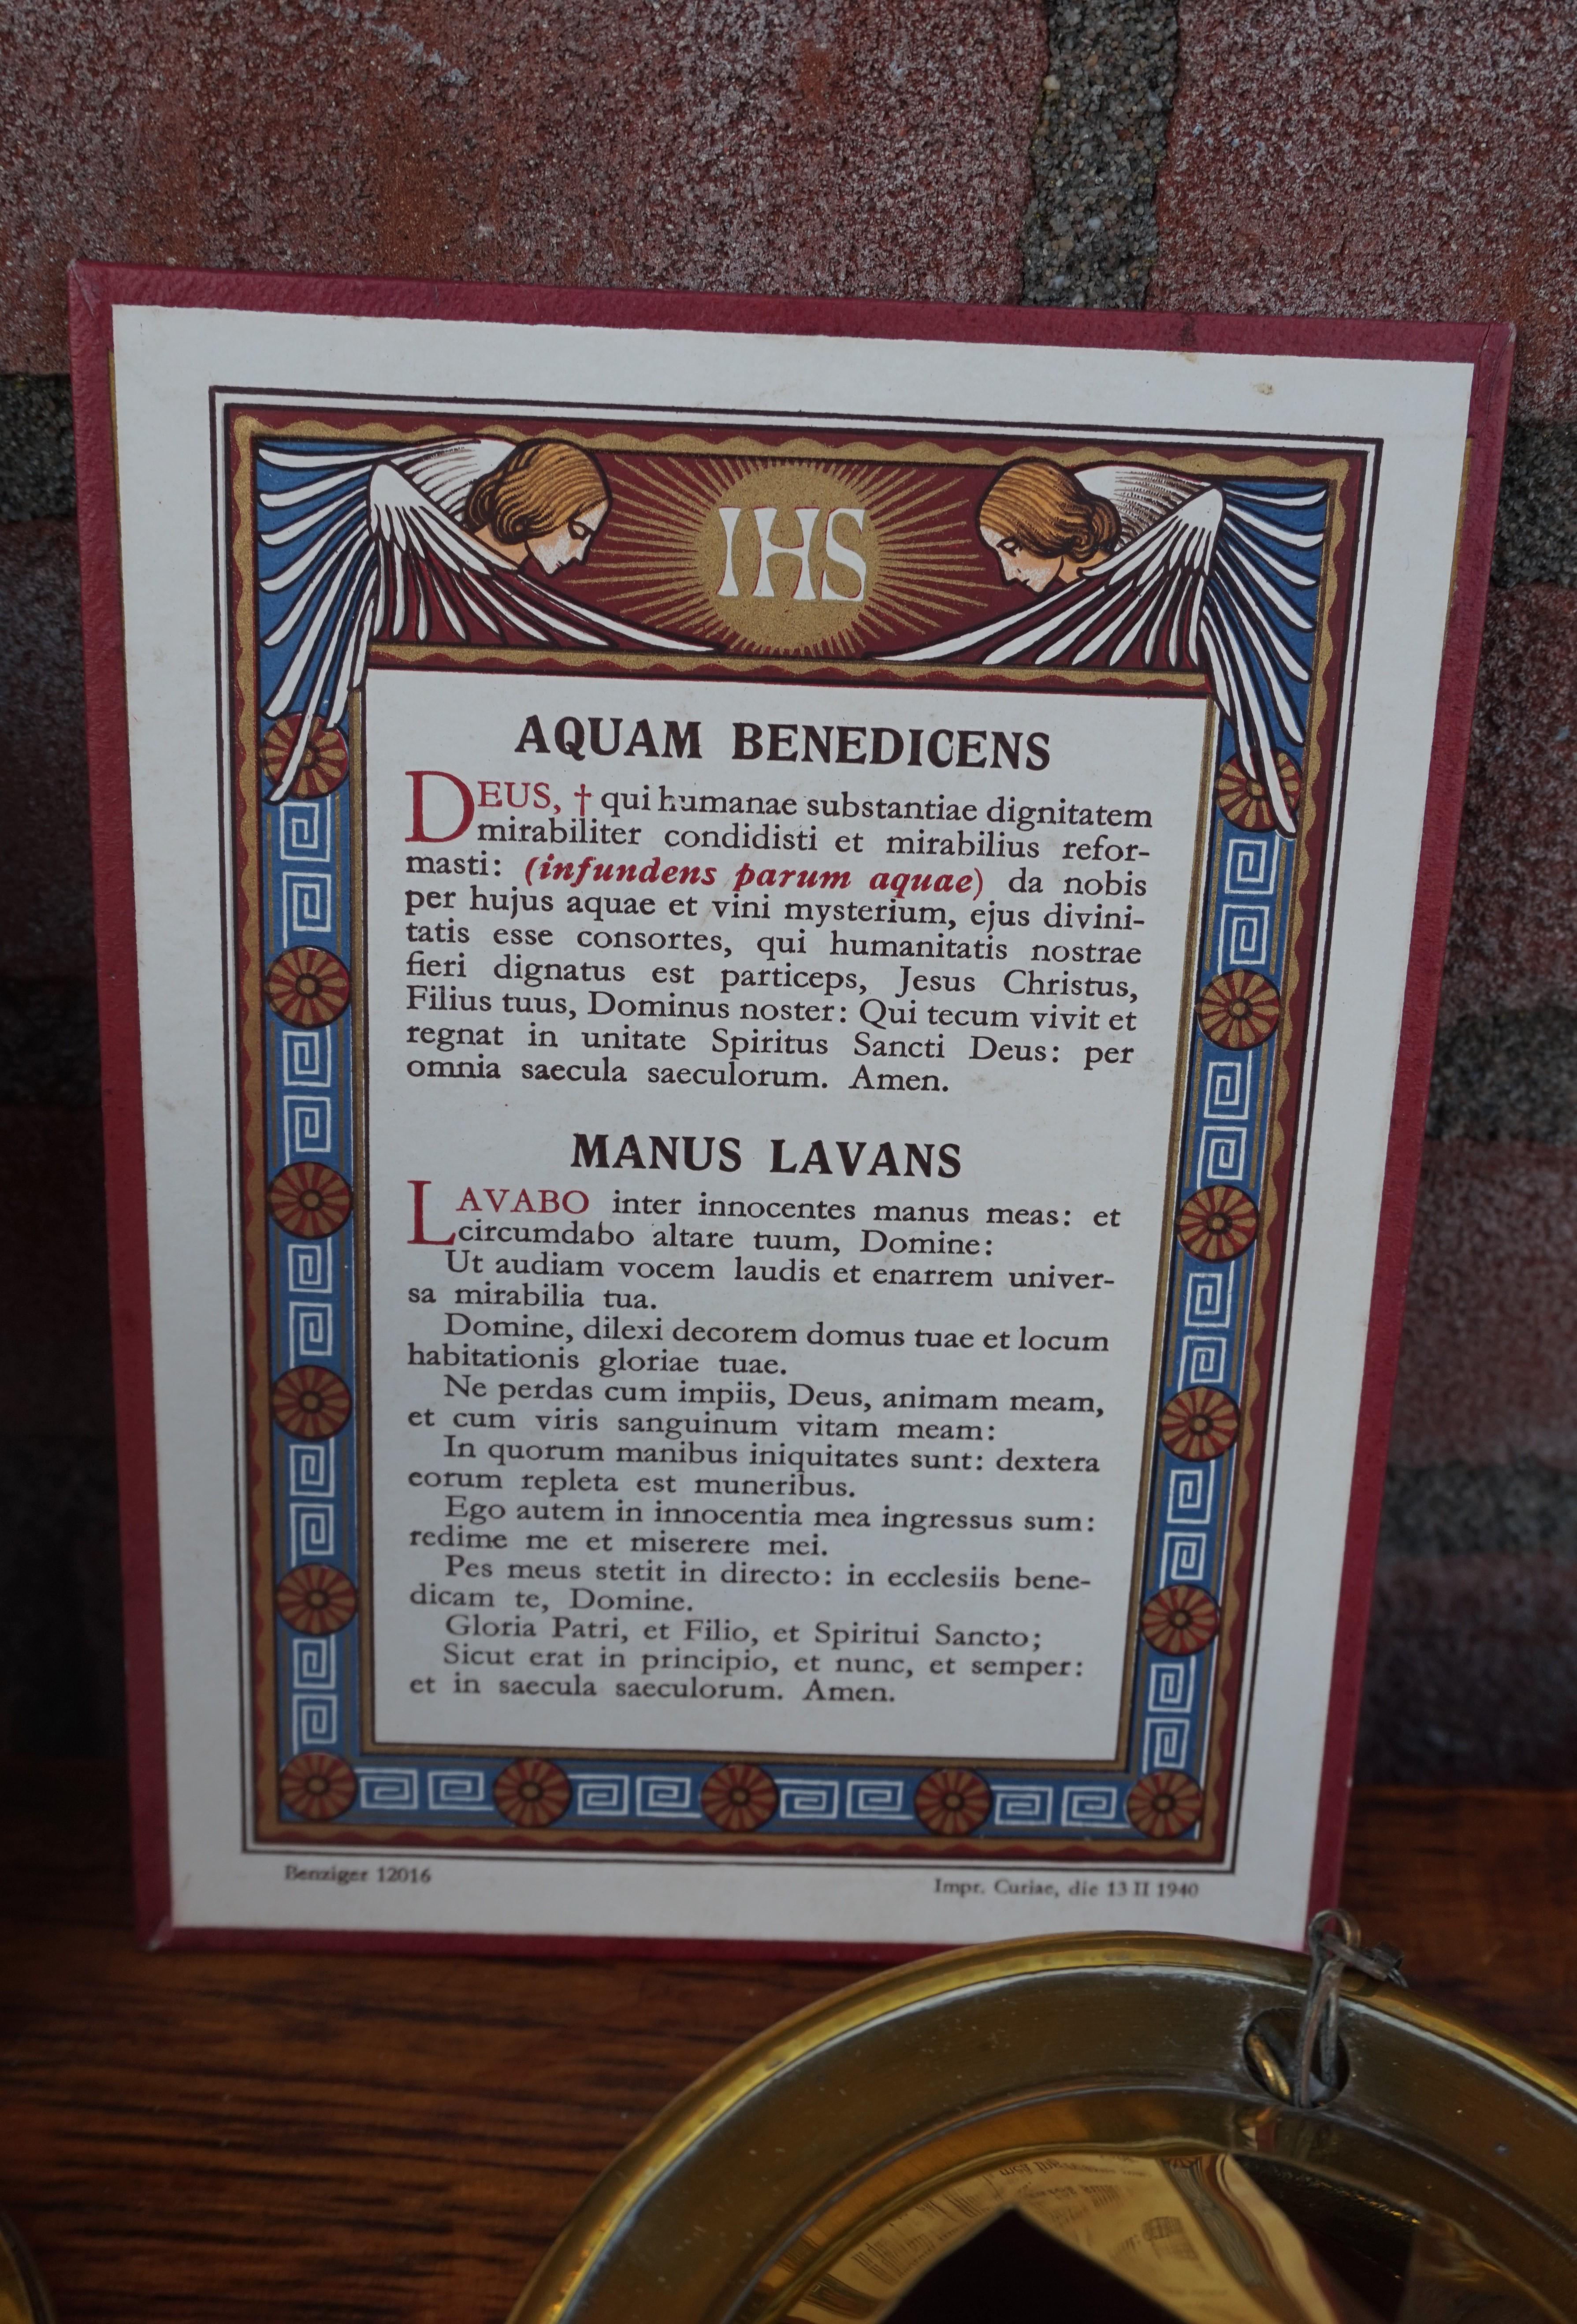 IHS
AQUAM BENEDICENS
DEUS, † qui humanae substantiae dignitatem
mirabiliter condidisti et mirabilius refor-
masti: (infundens parum aquae) da nobis
per hujus aquae et vini mysterium, ejus divini-
tatis esse consortes, qui humanitatis nostrae
fieri dignatus est particeps, Jesus Christus,
Filius tuus, Dominus noster: Qui tecum vivit et
regnat in unitate Spiritus Sancti Deus: per
omnia saecula saeculorum. Amen.
MANUS LAVANS
LAVABO inter innocentes manus meas: et
circumdabo altare tuum, Domine:
Ut audiam vocem laudis et enarrem univer-
sa mirabilia tua.
Domine, dilexi decorem domus tuae et locum
habitationis gloriae tuae.
Ne perdas cum impiis, Deus, animam meam,
et cum viris sanguinum vitam meam:
In quorum manibus iniquitates sunt: dextera
eorum repleta est muneribus.
Ego autem in innocentia mea ingressus sum:
redime me et miserere mei.
Pes meus stetit in directo: in ecclesiis bene-
dicam te, Domine.
Gloria Patri, et Filio, et Spiritui Sancto;
Sicut erat in principio, et nunc, et semper:
et in saecula saeculorum. Amen.
Benziger 12016
Impr. Curiae, die 13 II 1940